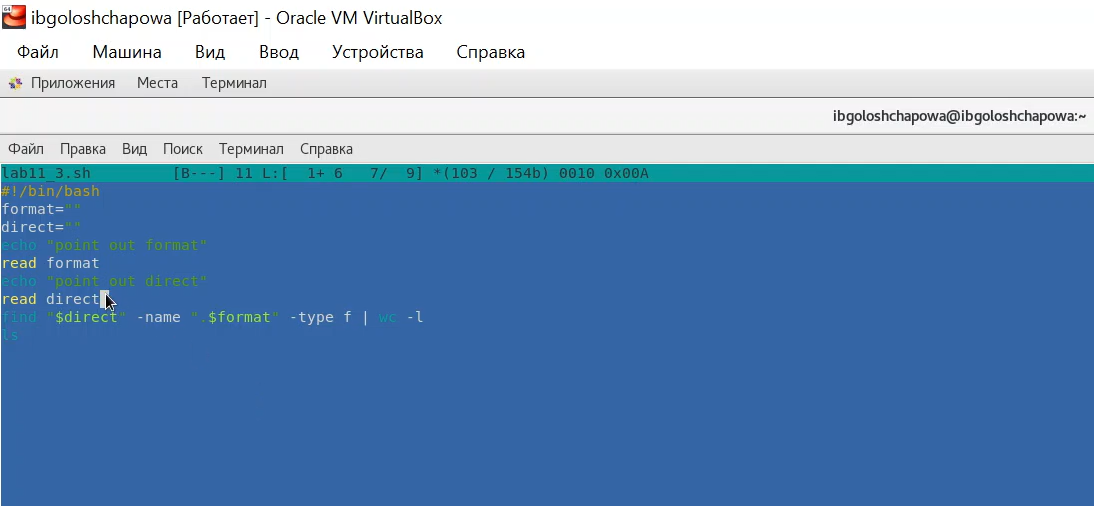 64
ibgoloshchapowa [Работает] - Oracle VM VirtualBox
Файл Машина Вид Ввод Устройства Справка
Приложения Места Терминал
ibgoloshchapowa@ibgoloshchapowa:~
Файл Правка Вид Поиск Терминал Справка
lab11_3.sh [B---] 11 L:[ 1+ 6 7/ 9] *(103 / 154b) 0010 0x00A
#!/bin/bash
format=""
direct=""
echo "point out format"
read format
echo "point out direct"
read direct
find "$direct" -name ".$format" -type f | wc -l
ls